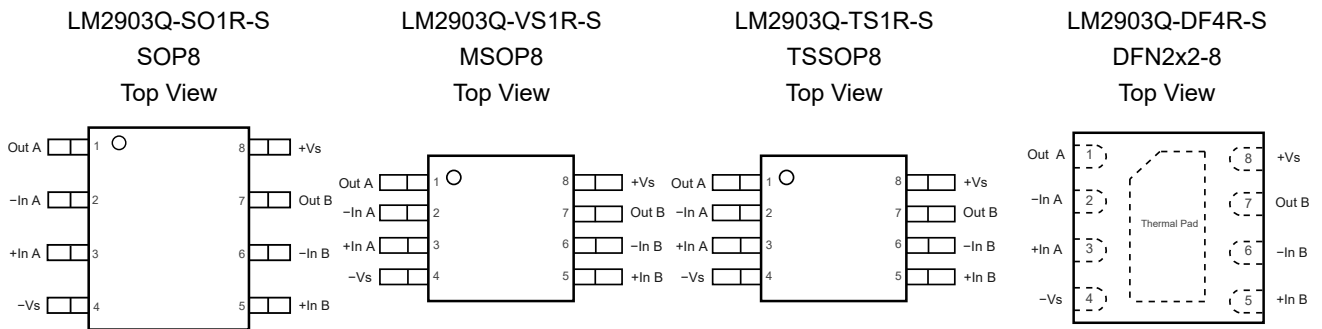 LM2903Q-SO1R-S
SOP8
Top View
Out A
−In A
+In A
−Vs
1
2
3
4
8
7
6
5
+Vs
Out B
−In B
+In B
LM2903Q-VS1R-S
MSOP8
Top View
Out A
−In A
+In A
−Vs
1
2
3
4
8
7
6
5
+Vs
Out B
−In B
+In B
LM2903Q-TS1R-S
TSSOP8
Top View
Out A
−In A
+In A
−Vs
1
2
3
4
8
7
6
5
+Vs
Out B
−In B
+In B
LM2903Q-DF4R-S
DFN2x2-8
Top View
Out A
−In A
+In A
−Vs
1
2
3
4
Thermal Pad
8
7
6
5
+Vs
Out B
−In B
+In B